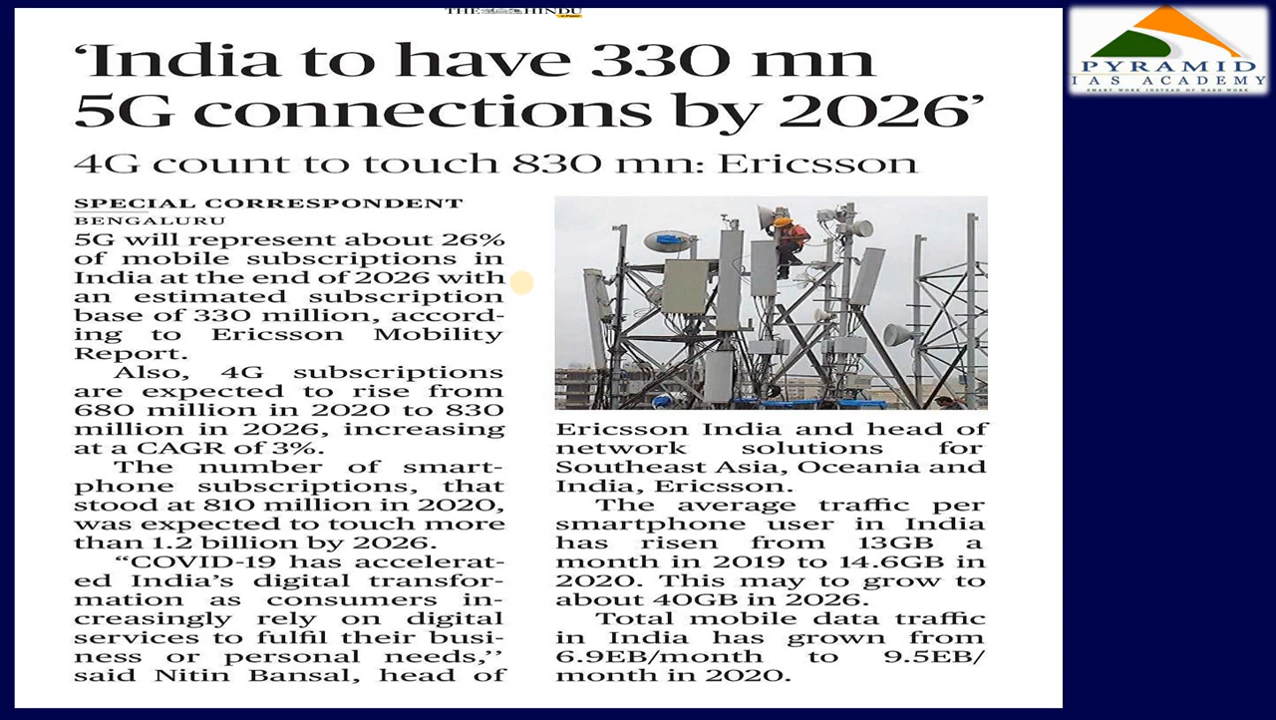 THE HINDU
‘India to have 330 mn
5G connections by 2026’
4G count to touch 830 mn: Ericsson
SPECIAL CORRESPONDENT
BENGALURU
5G will represent about 26%
of mobile subscriptions in
India at the end of 2026 with
an estimated subscription
base of 330 million, accord-
ing to Ericsson Mobility
Report.
Also, 4G subscriptions
are expected to rise from
680 million in 2020 to 830
million in 2026, increasing
at a CAGR of 3%.
The number of smart-
phone subscriptions, that
stood at 810 million in 2020,
was expected to touch more
than 1.2 billion by 2026.
“COVID-19 has accelerat-
ed India’s digital transfor-
mation as consumers in-
creasingly rely on digital
services to fulfil their busi-
ness or personal needs,’’
said Nitin Bansal, head of
Ericsson India and head of
network solutions for
Southeast Asia, Oceania and
India, Ericsson.
The average traffic per
smartphone user in India
has risen from 13GB a
month in 2019 to 14.6GB in
2020. This may to grow to
about 40GB in 2026.
Total mobile data traffic
in India has grown from
6.9EB/month to 9.5EB/
month in 2020.
PYRAMID
IAS ACADEMY
SMART WORK INSTEAD OF HARD WORK